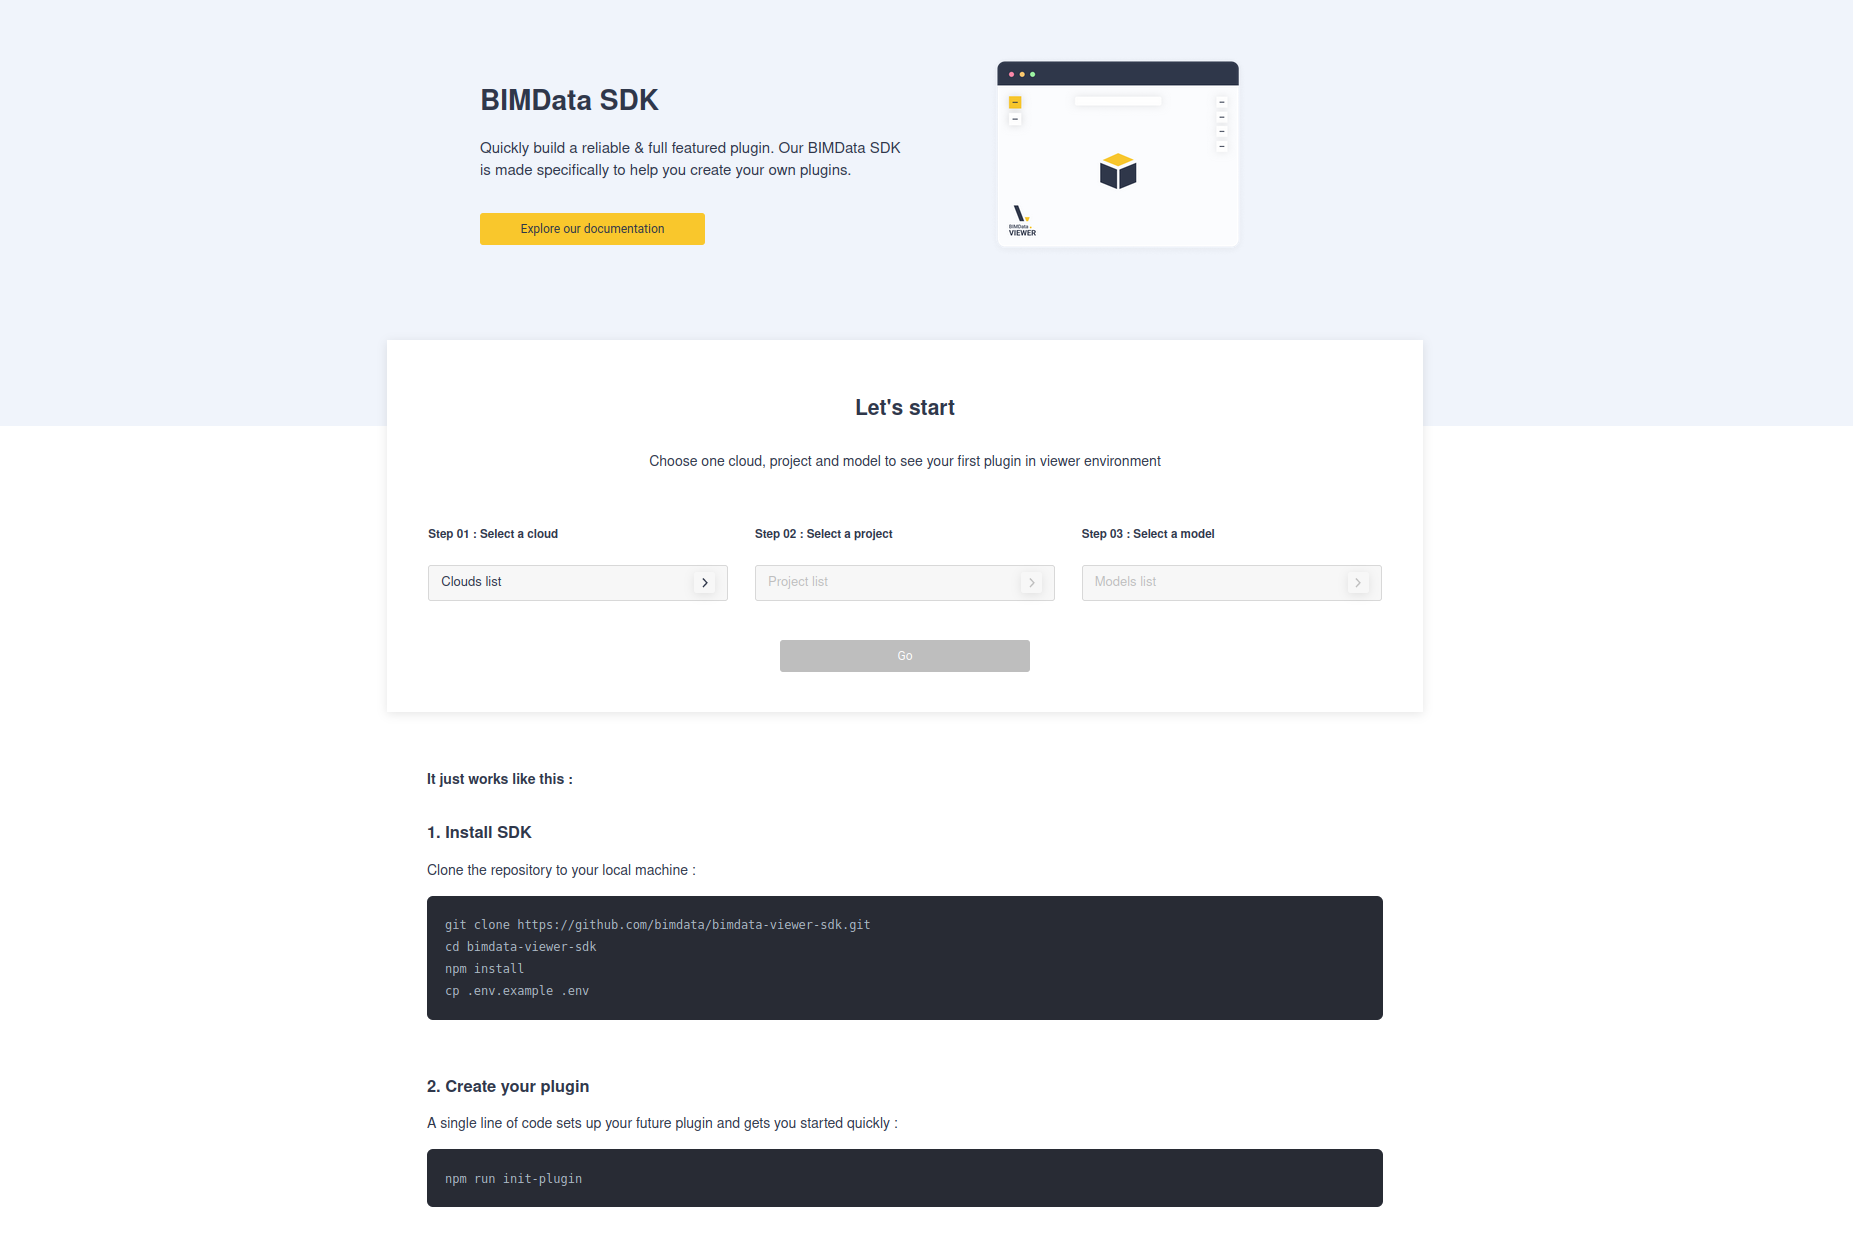 BIMData SDK
Quickly build a reliable & full featured plugin. Our BIMData SDK
is made specifically to help you create your own plugins.
Explore our documentation
BIMData.
VIEWER
Let's start
Choose one cloud, project and model to see your first plugin in viewer environment
Step 01 : Select a cloud
Clouds list
Step 02 : Select a project
Project list
Step 03 : Select a model
Models list
Go
It just works like this :
1. Install SDK
Clone the repository to your local machine :
git clone https://github.com/bimdata/bimdata-viewer-sdk.git
cd bimdata-viewer-sdk
npm install
cp .env.example .env
2. Create your plugin
A single line of code sets up your future plugin and gets you started quickly :
npm run init-plugin